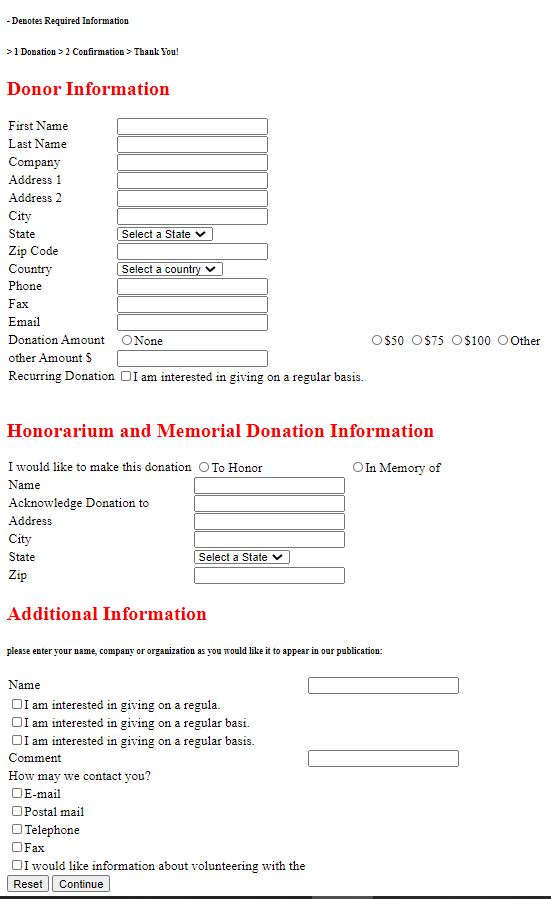 - Denotes Required Information
> 1 Donation > 2 Confirmation > Thank You!
Donor Information
First Name
Last Name
Company
Address 1
Address 2
City
State Select a State
Zip Code
Country Select a country
Phone
Fax
Email
Donation Amount None $50 $75 $100 Other
other Amount $
Recurring Donation I am interested in giving on a regular basis.
Honorarium and Memorial Donation Information
I would like to make this donation To Honor In Memory of
Name
Acknowledge Donation to
Address
City
State Select a State
Zip
Additional Information
please enter your name, company or organization as you would like it to appear in our publication:
Name
I am interested in giving on a regula.
I am interested in giving on a regular basi.
I am interested in giving on a regular basis.
Comment
How may we contact you?
E-mail
Postal mail
Telephone
Fax
I would like information about volunteering with the
Reset Continue